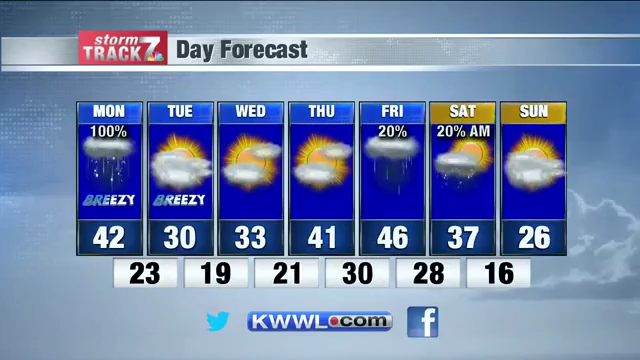 storm
TRACK 7
Day Forecast
MON TUE WED THU FRI SAT SUN
100% 20% 20% AM
BREEZY BREEZY
42 30 33 41 46 37 26
23 19 21 30 28 16
KWWL.com f